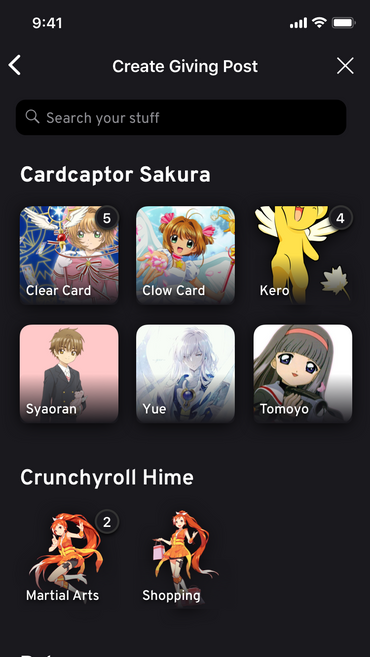 9:41
Create Giving Post
Search your stuff
Cardcaptor Sakura
5
4
Clear Card
Clow Card
Kero
Syaoran
Yue
Tomoyo
Crunchyroll Hime
2
Martial Arts
Shopping